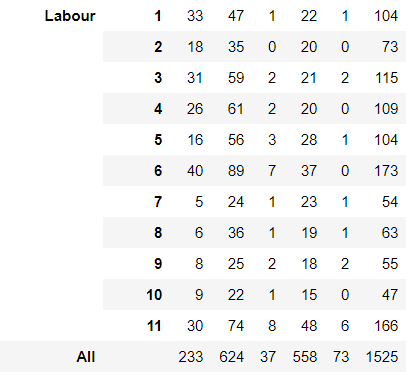 Labour 1 33 47 1 22 1 104
2 18 35 0 20 0 73
3 31 59 2 21 2 115
4 26 61 2 20 0 109
5 16 56 3 28 1 104
6 40 89 7 37 0 173
7 5 24 1 23 1 54
8 6 36 1 19 1 63
9 8 25 2 18 2 55
10 9 22 1 15 0 47
11 30 74 8 48 6 166
All 233 624 37 558 73 1525